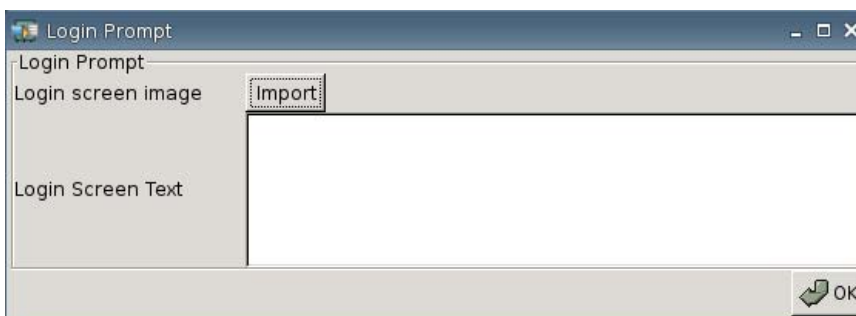 Login Prompt
Login Prompt
Login screen image
Import
Login Screen Text
OK